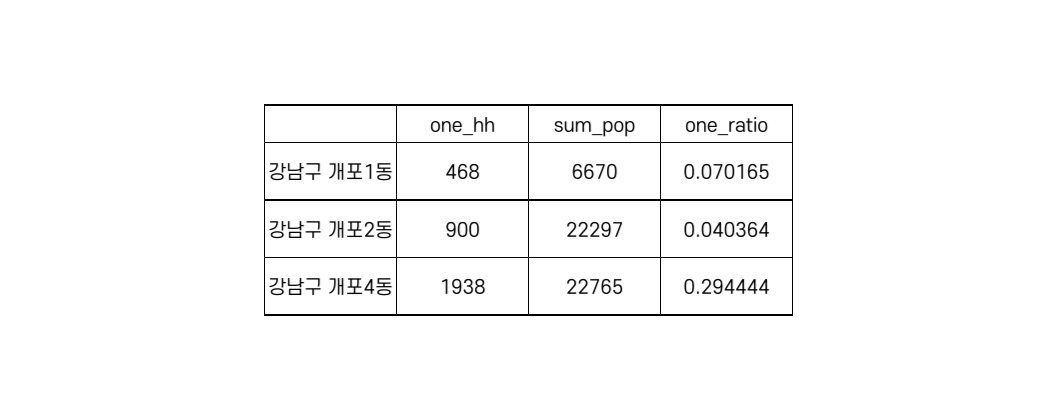 one_hh sum_pop one_ratio
강남구 개포1동 468 6670 0.070165
강남구 개포2동 900 22297 0.040364
강남구 개포4동 1938 22765 0.294444